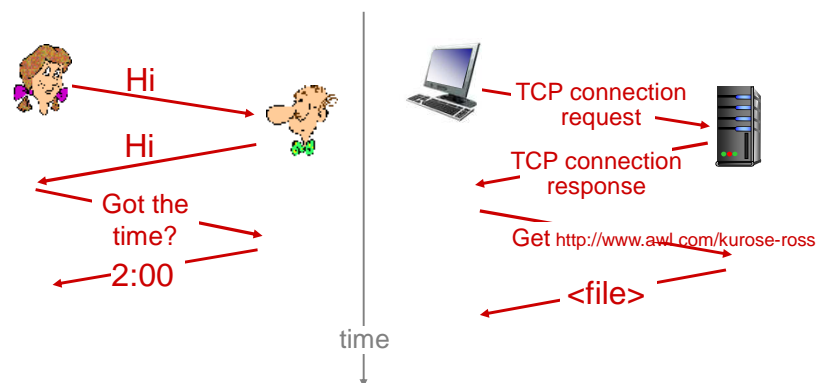 Hi
Hi
Got the
time?
2:00
time
TCP connection
request
TCP connection
response
Get http://www.awl.com/kurose-ross
<file>